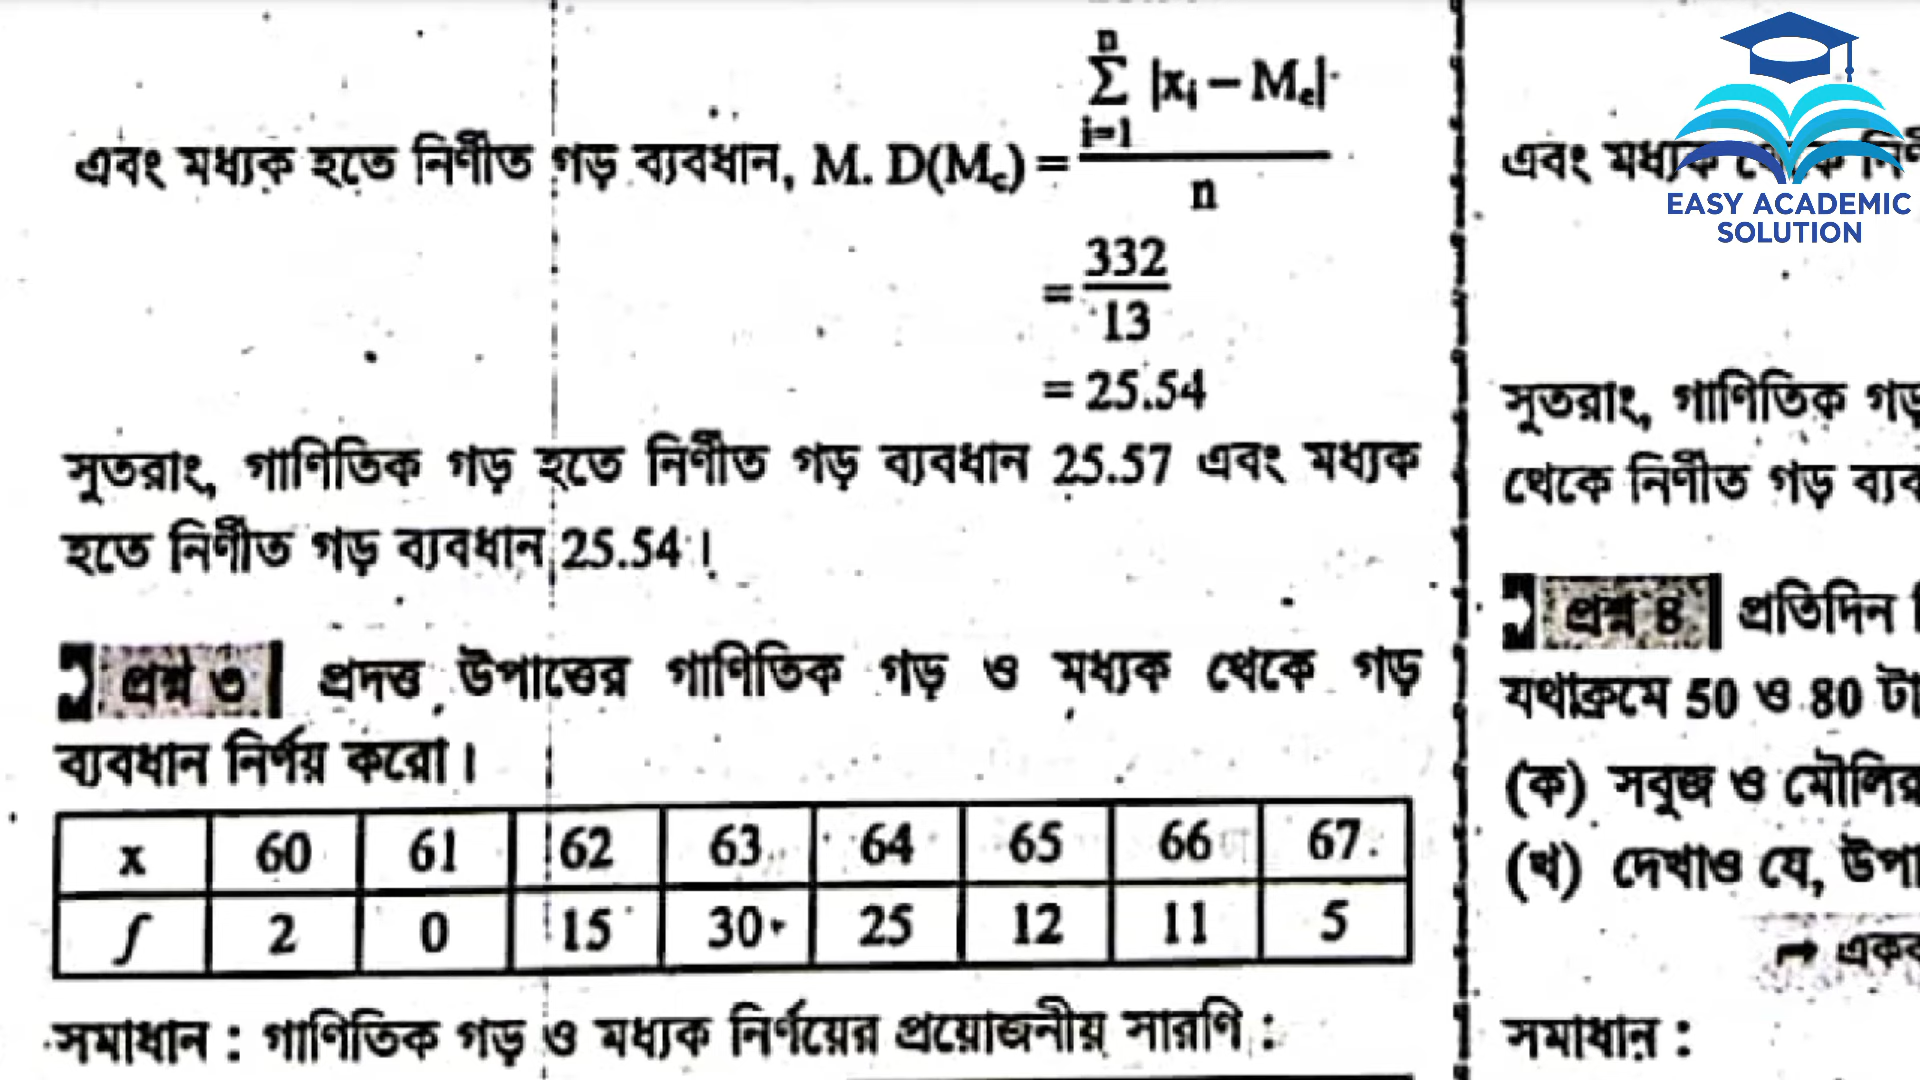 n
Σ |xᵢ − Mₑ|
i=1
এবং মধ্যক হতে নির্ণীত গড় ব্যবধান, M. D(Mₑ) =
n
= 332
13
= 25.54
সুতরাং, গাণিতিক গড় হতে নির্ণীত গড় ব্যবধান 25.57 এবং মধ্যক
হতে নির্ণীত গড় ব্যবধান 25.54।
প্রশ্ন ৩ প্রদত্ত উপাত্তের গাণিতিক গড় ও মধ্যক থেকে গড়
ব্যবধান নির্ণয় করো।
x 60 61 62 63 64 65 66 67
f 2 0 15 30 25 12 11 5
সমাধান : গাণিতিক গড় ও মধ্যক নির্ণয়ের প্রয়োজনীয় সারণি :
EASY ACADEMIC
SOLUTION
এবং মধ্যক থেকে
সুতরাং, গাণিতিক গড়
থেকে নির্ণীত গড়
প্রশ্ন ৪ প্রতিদিন
যথাক্রমে 50 ও 80
(ক) সবুজ ও মৌলির
(খ) দেখাও যে,
সমাধান :